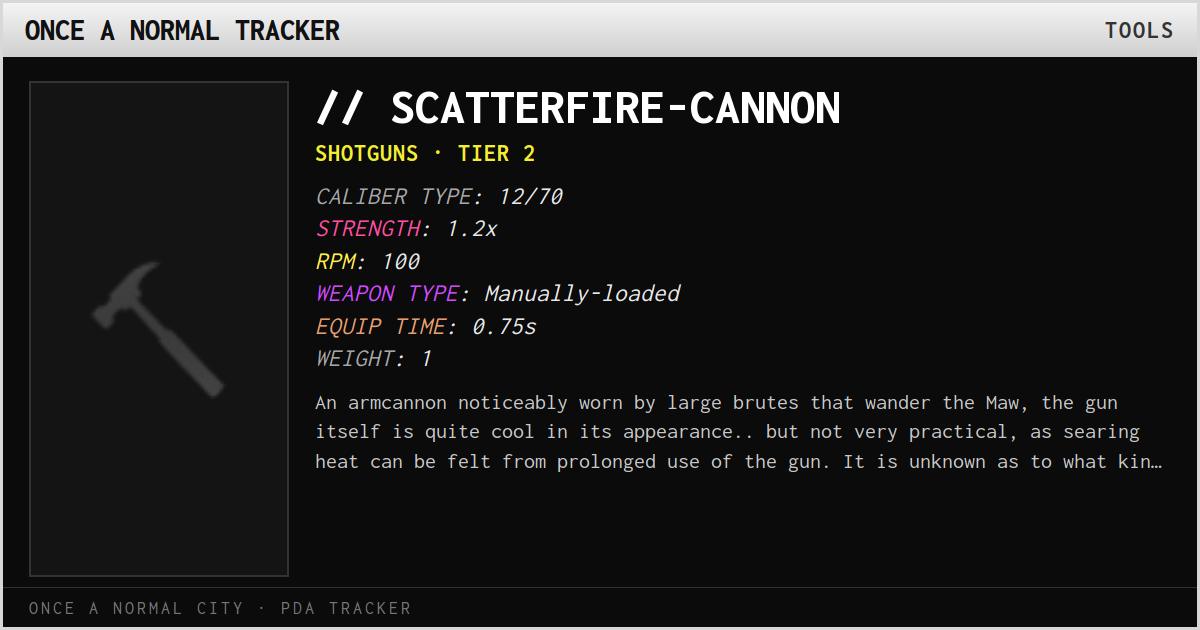 ONCE A NORMAL TRACKER
TOOLS
// SCATTERFIRE-CANNON
SHOTGUNS · TIER 2
CALIBER TYPE: 12/70
STRENGTH: 1.2x
RPM: 100
WEAPON TYPE: Manually-loaded
EQUIP TIME: 0.75s
WEIGHT: 1
An armcannon noticeably worn by large brutes that wander the Maw, the gun
itself is quite cool in its appearance.. but not very practical, as searing
heat can be felt from prolonged use of the gun. It is unknown as to what kin…
ONCE A NORMAL CITY · PDA TRACKER